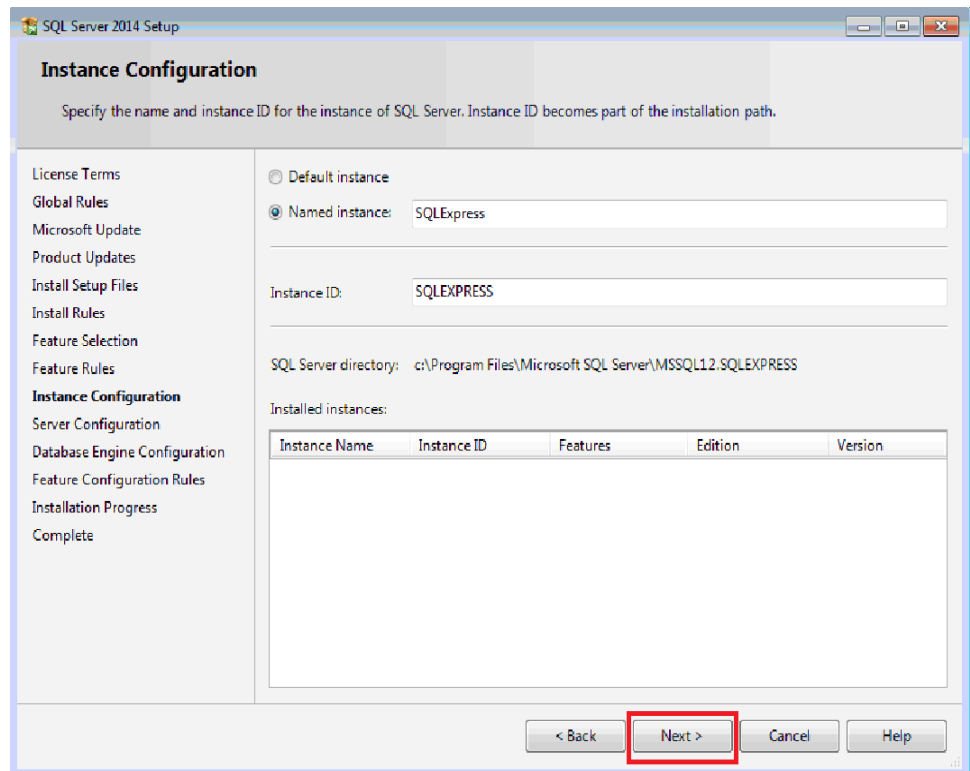 SQL Server 2014 Setup
Instance Configuration
Specify the name and instance ID for the instance of SQL Server. Instance ID becomes part of the installation path.
License Terms
Global Rules
Microsoft Update
Product Updates
Install Setup Files
Install Rules
Feature Selection
Feature Rules
Instance Configuration
Server Configuration
Database Engine Configuration
Feature Configuration Rules
Installation Progress
Complete
Default instance
Named instance: SQLExpress
Instance ID: SQLEXPRESS
SQL Server directory: c:\Program Files\Microsoft SQL Server\MSSQL12.SQLEXPRESS
Installed instances:
Instance Name Instance ID Features Edition Version
< Back Next > Cancel Help